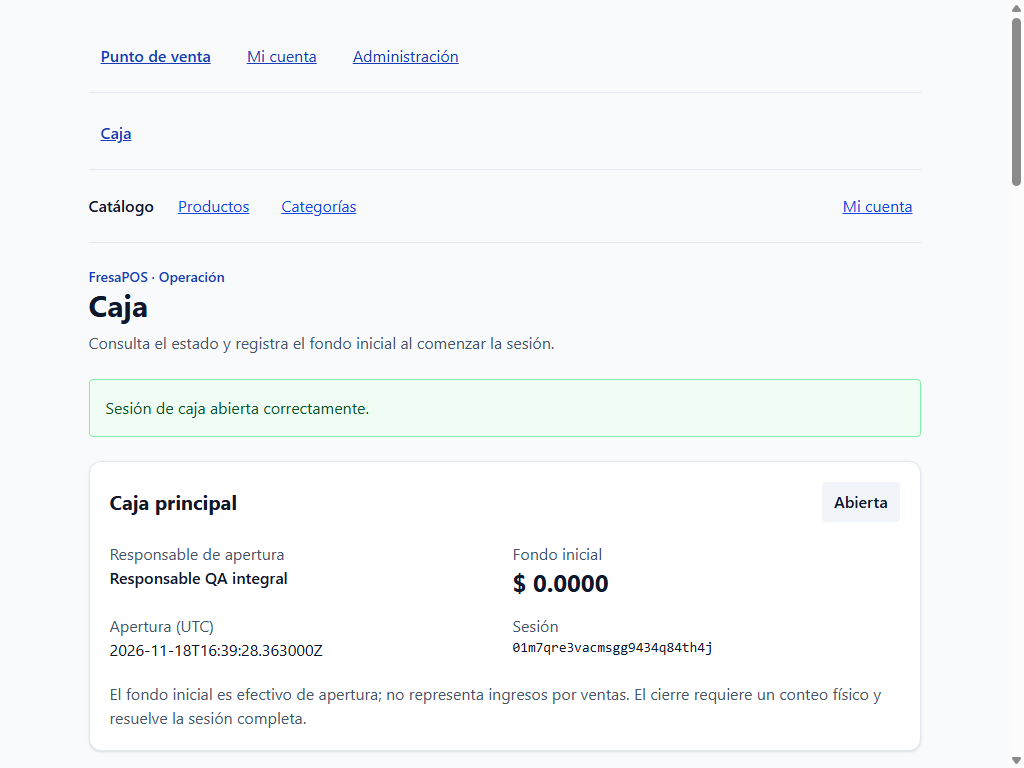 Punto de venta Mi cuenta Administración
Caja
Catálogo Productos Categorías Mi cuenta
FresaPOS · Operación
Caja
Consulta el estado y registra el fondo inicial al comenzar la sesión.
Sesión de caja abierta correctamente.
Caja principal Abierta
Responsable de apertura Fondo inicial
Responsable QA integral $ 0.0000
Apertura (UTC) Sesión
2026-11-18T16:39:28.363000Z 01m7qre3vacmsgg9434q84th4j
El fondo inicial es efectivo de apertura; no representa ingresos por ventas. El cierre requiere un conteo físico y
resuelve la sesión completa.